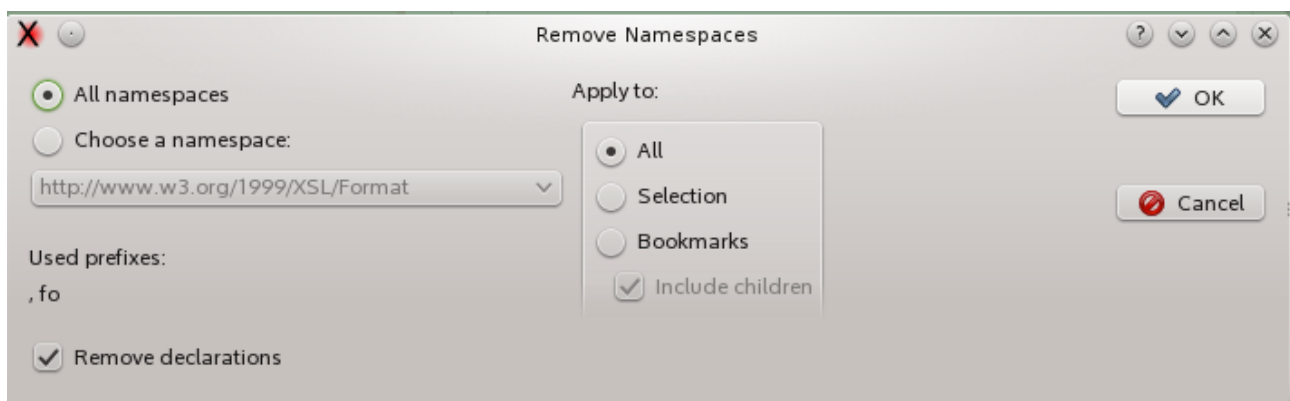 Remove Namespaces
All namespaces
Choose a namespace:
http://www.w3.org/1999/XSL/Format
Used prefixes:
, fo
Remove declarations
Apply to:
All
Selection
Bookmarks
Include children
OK
Cancel